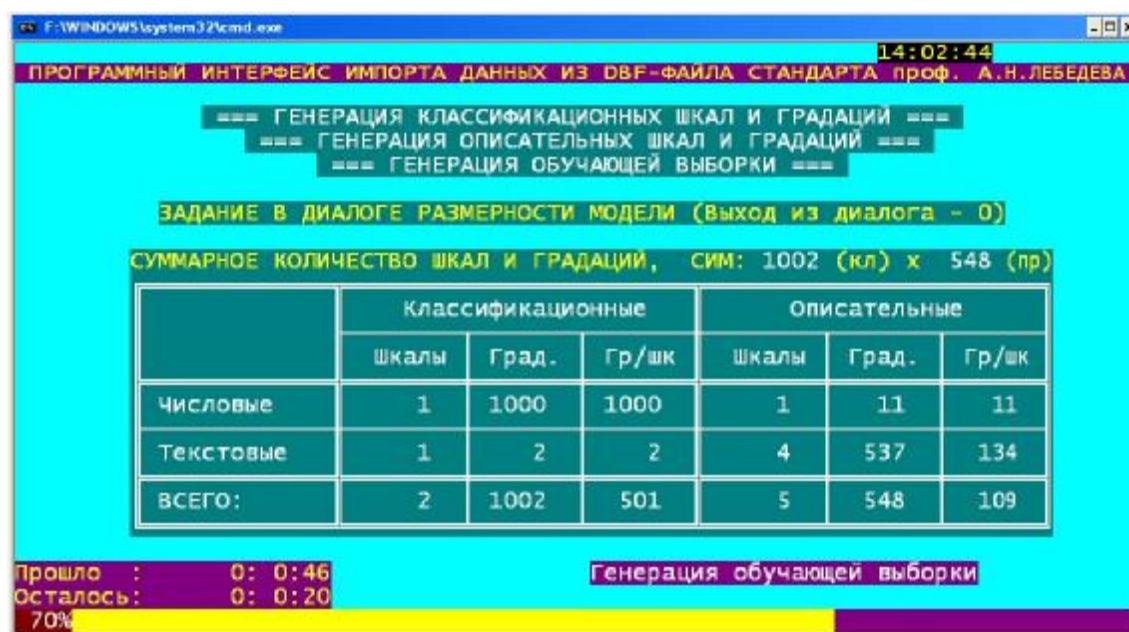 F:\WINDOWS\system32\cmd.exe
14:02:44
ПРОГРАММНЫЙ ИНТЕРФЕЙС ИМПОРТА ДАННЫХ ИЗ DBF-ФАЙЛА СТАНДАРТА проф. А.Н.ЛЕБЕДЕВА
=== ГЕНЕРАЦИЯ КЛАССИФИКАЦИОННЫХ ШКАЛ И ГРАДАЦИЙ ===
=== ГЕНЕРАЦИЯ ОПИСАТЕЛЬНЫХ ШКАЛ И ГРАДАЦИЙ ===
=== ГЕНЕРАЦИЯ ОБУЧАЮЩЕЙ ВЫБОРКИ ===
ЗАДАНИЕ В ДИАЛОГЕ РАЗМЕРНОСТИ МОДЕЛИ (Выход из диалога - 0)
СУММАРНОЕ КОЛИЧЕСТВО ШКАЛ И ГРАДАЦИЙ, СИМ: 1002 (кл) x 548 (пр)
Классификационные Описательные
Шкалы Град. Гр/шк Шкалы Град. Гр/шк
Числовые 1 1000 1000 1 11 11
Текстовые 1 2 2 4 537 134
ВСЕГО: 2 1002 501 5 548 109
Прошло : 0: 0:46 Генерация обучающей выборки
Осталось: 0: 0:20
70%